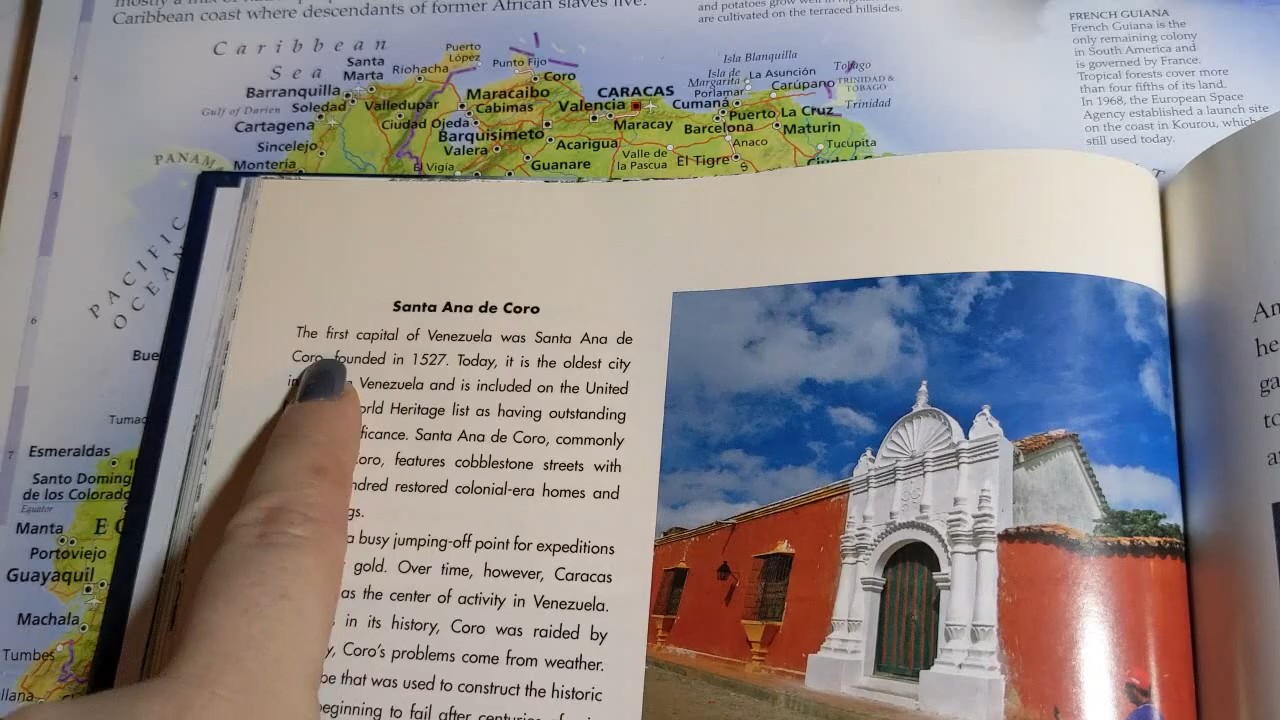 Caribbean coast where descendants of former African slaves live.
are cultivated on the terraced hillsides.
FRENCH GUIANA
French Guiana is the
only remaining colony
in South America and
is governed by France.
Tropical forests cover more
than four fifths of its land.
In 1968, the European Space
Agency established a launch site
on the coast in Kourou, which
still used today.
Caribbean
Sea
Puerto
López
Punto Fijo
Isla Blanquilla
Santa
Marta
Riohacha
Coro
Isla de
Margarita
La Asunción
Tobago
Barranquilla
Maracaibo
CARACAS
Porlamar
Carúpano
TRINIDAD &
TOBAGO
Gulf of Darien
Soledad
Valledupar
Cabimas
Valencia
Cumaná
Trinidad
Cartagena
Ciudad Ojeda
Maracay
Puerto
La Cruz
Barquisimeto
Barcelona
Maturín
Sincelejo
Valera
Acarigua
Anaco
Tucupita
PANAM
Montería
El Vigía
Guanare
Valle de
la Pascua
El Tigre
4
5
6
7
PACIFIC
OCEAN
Bue
Tumac
Esmeraldas
Santo Doming
de los Colorado
Equator
Manta
EC
Portoviejo
Guayaquil
Machala
Tumbes
Santa Ana de Coro
The first capital of Venezuela was Santa Ana de
Coro, founded in 1527. Today, it is the oldest city
in Venezuela and is included on the United
orld Heritage list as having outstanding
ficance. Santa Ana de Coro, commonly
oro, features cobblestone streets with
ndred restored colonial-era homes and
gs.
a busy jumping-off point for expeditions
gold. Over time, however, Caracas
as the center of activity in Venezuela.
in its history, Coro was raided by
y, Coro's problems come from weather.
be that was used to construct the historic
eginning to fail after centuries of
An
he
ga
to